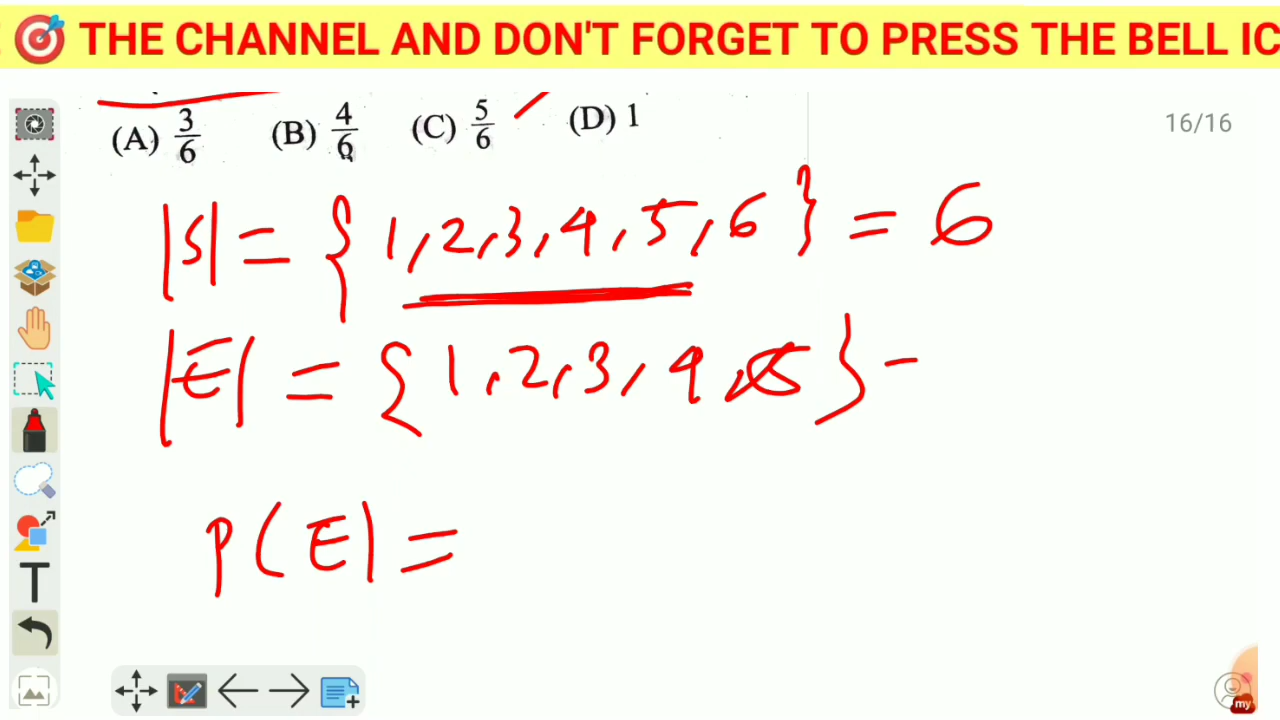 THE CHANNEL AND DON'T FORGET TO PRESS THE BELL IC
(A) 3/6 (B) 4/6 (C) 5/6 (D) 1
16/16
|S| = { 1, 2, 3, 4, 5, 6 } = 6
|E| = { 1, 2, 3, 4, 5 } -
P(E) =
T
my